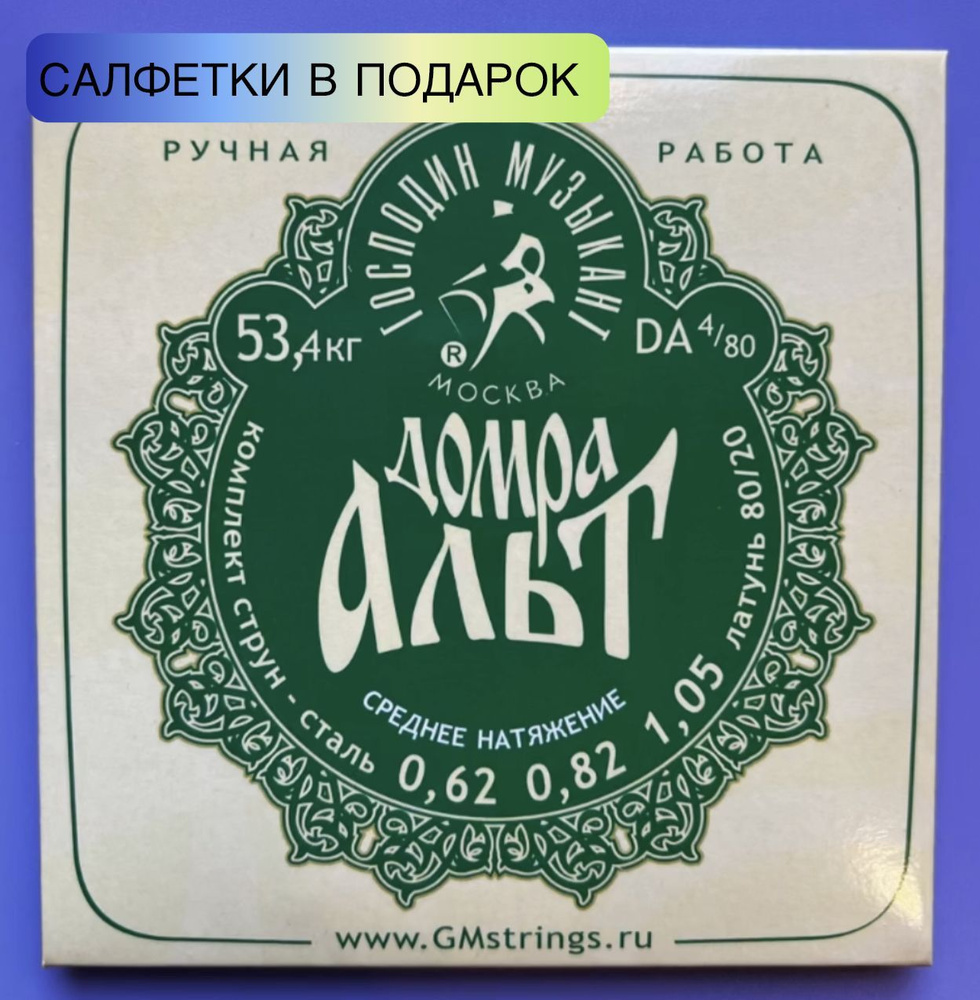 САЛФЕТКИ В ПОДАРОК
РУЧНАЯ РАБОТА
ГОСПОДИН МУЗЫКАНТ
53,4кг
DA 4/80
®
МОСКВА
ДОМРА
АЛЬТ
СРЕДНЕЕ НАТЯЖЕНИЕ
комплект струн - сталь 0,62 0,82 1,05 латунь 80/20
www.GMstrings.ru